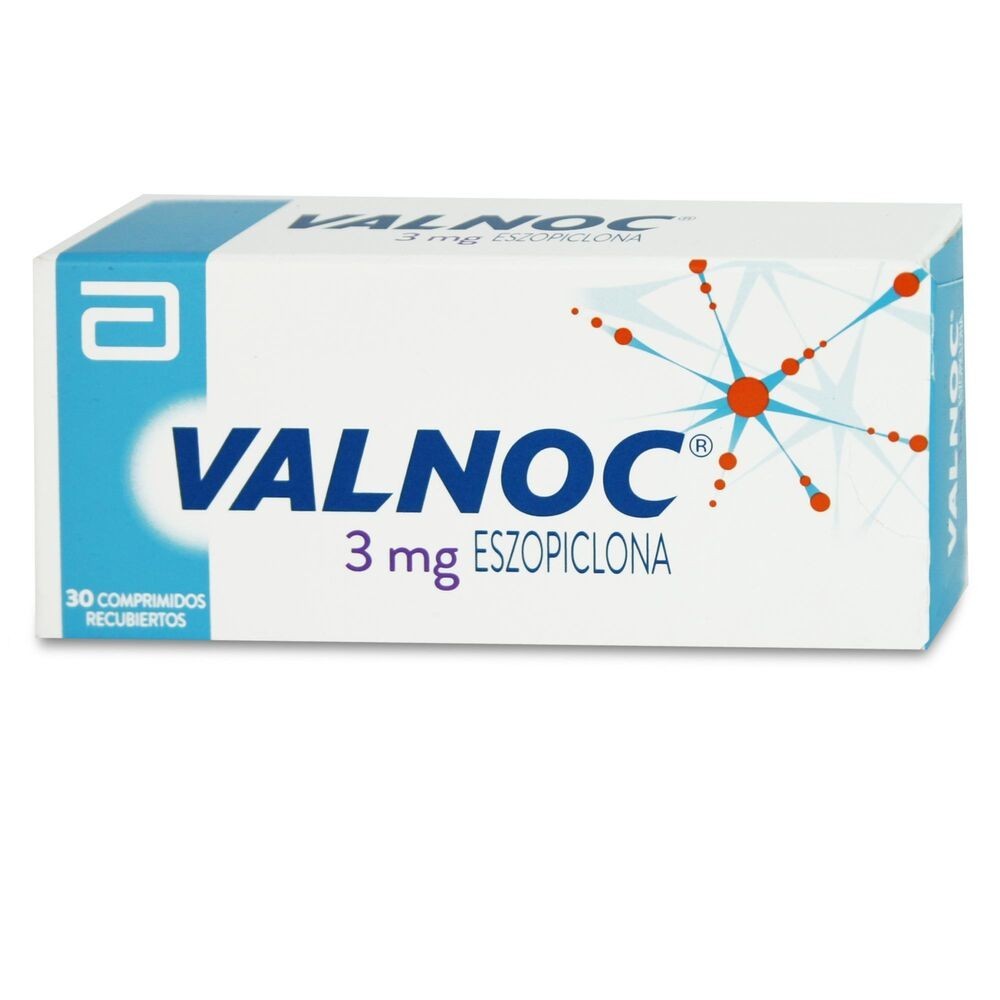 VALNOC®
3 mg ESZOPICLONA
VALNOC®
3 mg ESZOPICLONA
30 COMPRIMIDOS
RECUBIERTOS
VALNOC®